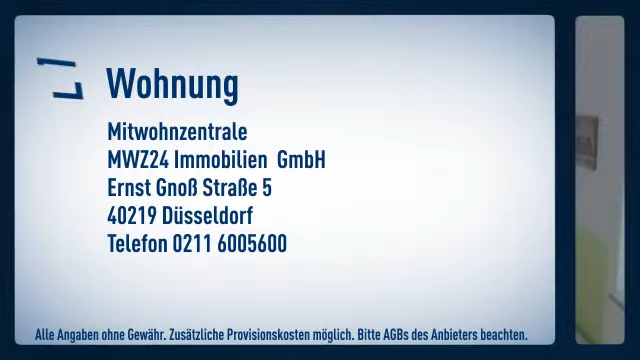 Wohnung
Mitwohnzentrale
MWZ24 Immobilien GmbH
Ernst Gnoß Straße 5
40219 Düsseldorf
Telefon 0211 6005600
Alle Angaben ohne Gewähr. Zusätzliche Provisionskosten möglich. Bitte AGBs des Anbieters beachten.